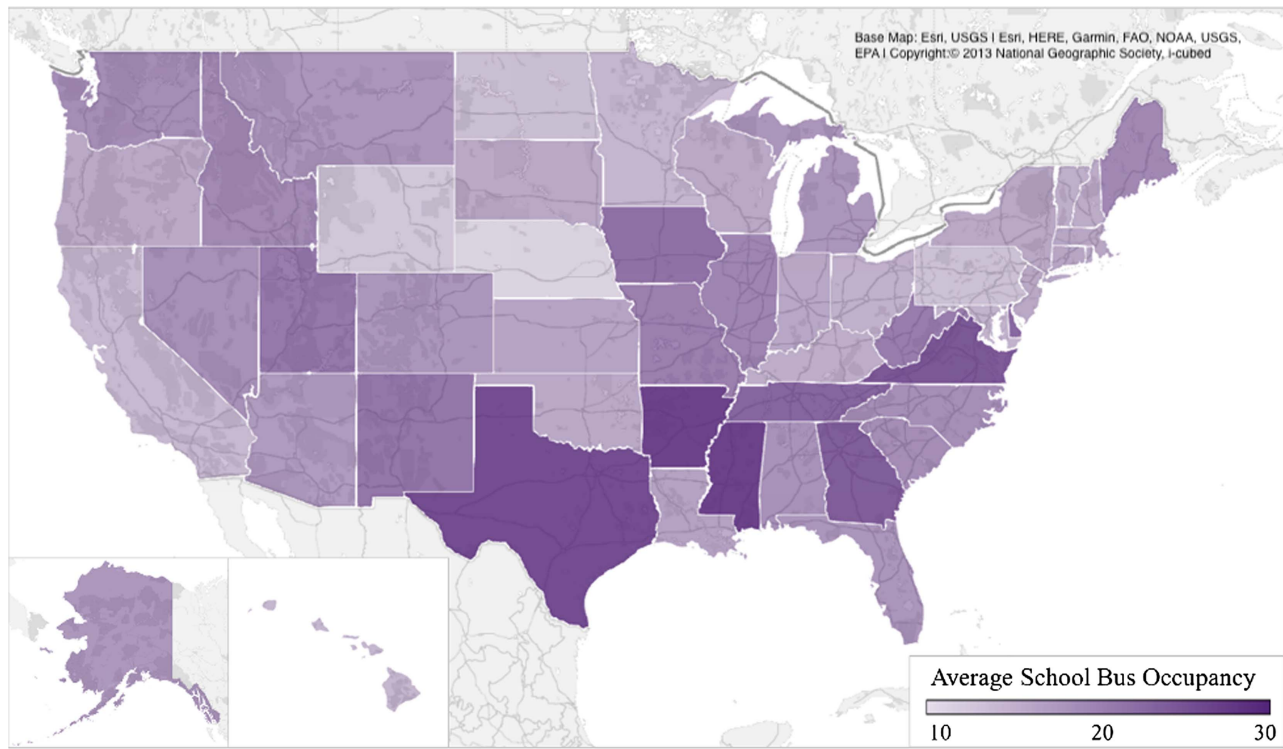 Base Map: Esri, USGS | Esri, HERE, Garmin, FAO, NOAA, USGS,
EPA | Copyright:© 2013 National Geographic Society, i-cubed
Average School Bus Occupancy
10 20 30